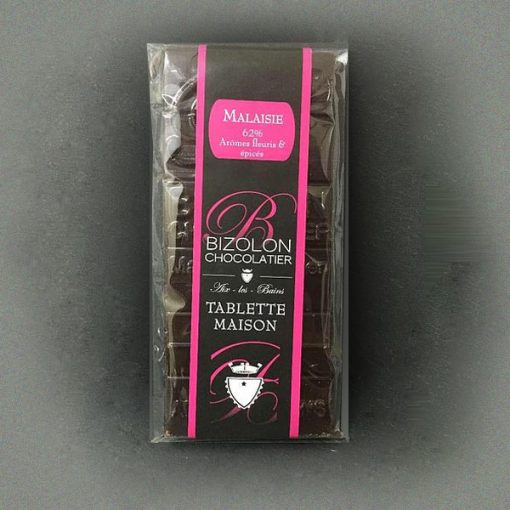 MALAISIE
62%
Arômes fleuris &
épicés
B
BIZOLON
CHOCOLATIER
Aix - les - Bains
TABLETTE
MAISON